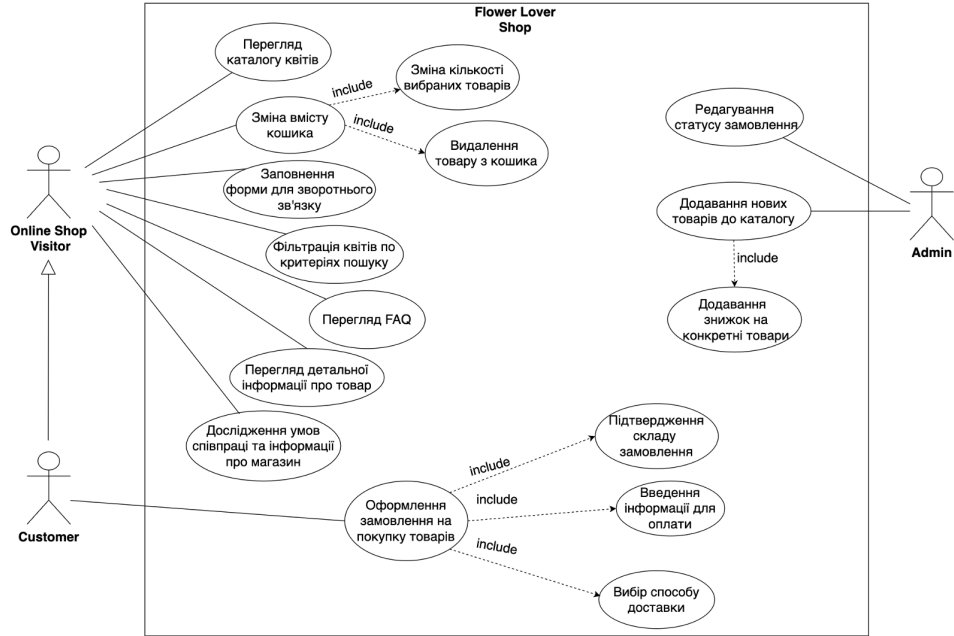 Flower Lover
Shop
Перегляд
каталогу квітів
include
Зміна кількості
вибраних товарів
Зміна вмісту
кошика
include
Видалення
товару з кошика
Редагування
статусу замовлення
Заповнення
форми для зворотнього
зв'язку
Online Shop
Visitor
Додавання нових
товарів до каталогу
Admin
Фільтрація квітів по
критеріях пошуку
include
Перегляд FAQ
Додавання
знижок на
конкретні товари
Перегляд детальної
інформації про товар
Дослідження умов
співпраці та інформації
про магазин
Підтвердження
складу
замовлення
include
Customer
Оформлення
замовлення на
покупку товарів
include
Введення
інформації для
оплати
include
Вибір способу
доставки